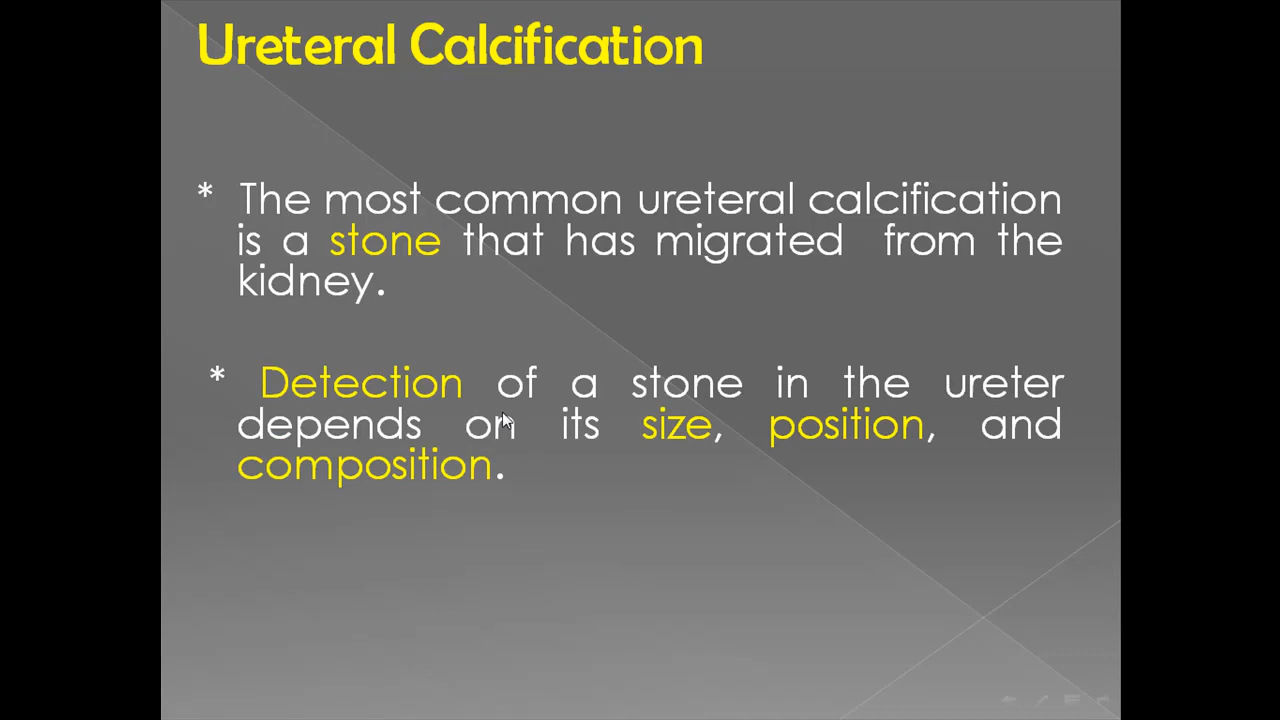 Ureteral Calcification
* The most common ureteral calcification
is a stone that has migrated from the
kidney.
* Detection of a stone in the ureter
depends on its size, position, and
composition.